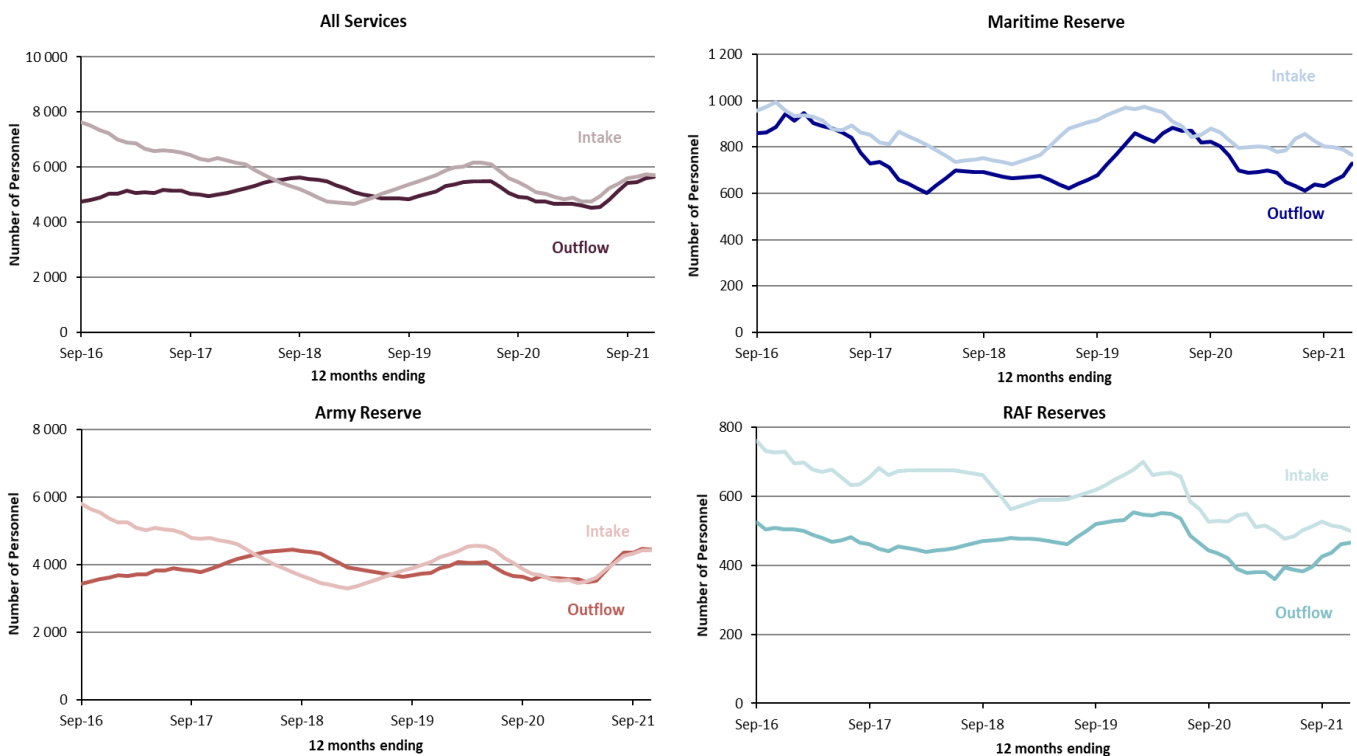 All Services
Number of Personnel
10 000
8 000
6 000
4 000
2 000
0
Intake
Outflow
Sep-16 Sep-17 Sep-18 Sep-19 Sep-20 Sep-21
12 months ending
Maritime Reserve
Number of Personnel
1 200
1 000
800
600
400
200
0
Intake
Outflow
Sep-16 Sep-17 Sep-18 Sep-19 Sep-20 Sep-21
12 months ending
Army Reserve
Number of Personnel
8 000
6 000
4 000
2 000
0
Intake
Outflow
Sep-16 Sep-17 Sep-18 Sep-19 Sep-20 Sep-21
12 months ending
RAF Reserves
Number of Personnel
800
600
400
200
0
Intake
Outflow
Sep-16 Sep-17 Sep-18 Sep-19 Sep-20 Sep-21
12 months ending